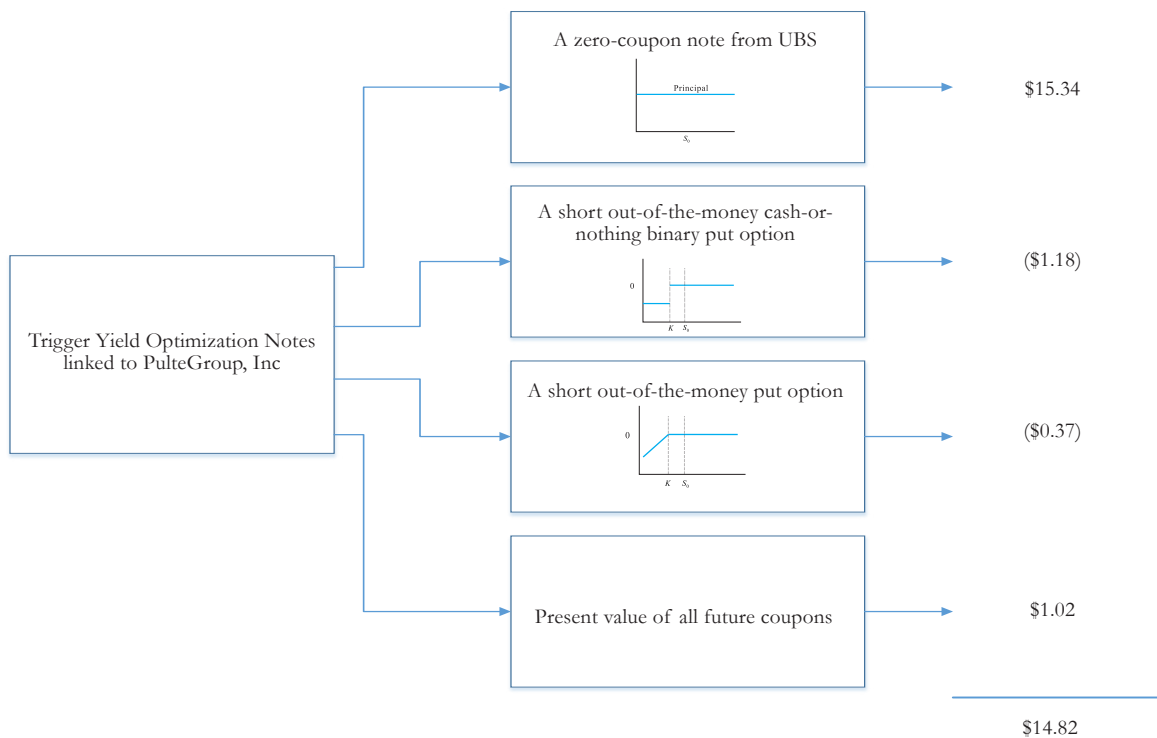 A zero-coupon note from UBS
Principal
S₀
$15.34
A short out-of-the-money cash-or-
nothing binary put option
0
K S₀
($1.18)
Trigger Yield Optimization Notes
linked to PulteGroup, Inc
A short out-of-the-money put option
0
K S₀
($0.37)
Present value of all future coupons
$1.02
$14.82